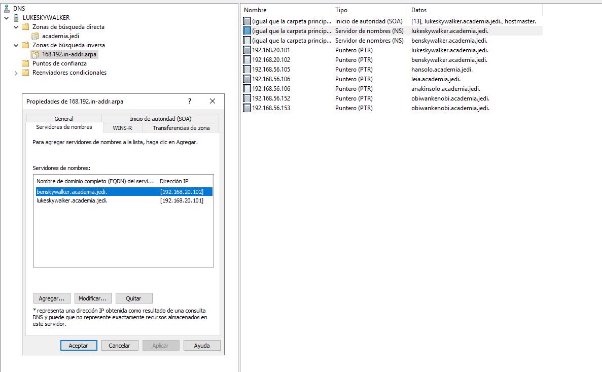 DNS
LUKESKYWALKER
Zonas de búsqueda directa
academia.jedi
Zonas de búsqueda inversa
168.192.in-addr.arpa
Puntos de confianza
Reenviadores condicionales
Nombre Tipo Datos
(igual que la carpeta princip... Inicio de autoridad (SOA) [13], lukeskywalker.academia.jedi., hostmaster.
(igual que la carpeta princip... Servidor de nombres (NS) lukeskywalker.academia.jedi.
(igual que la carpeta princip... Servidor de nombres (NS) benskywalker.academia.jedi.
192.168.20.101 Puntero (PTR) lukeskywalker.academia.jedi.
192.168.20.102 Puntero (PTR) benskywalker.academia.jedi.
192.168.56.105 Puntero (PTR) hansolo.academia.jedi.
192.168.56.106 Puntero (PTR) leia.academia.jedi.
192.168.56.106 Puntero (PTR) anakinsolo.academia.jedi.
192.168.56.152 Puntero (PTR) obiwankenobi.academia.jedi.
192.168.56.153 Puntero (PTR) obiwankenobi.academia.jedi.
Propiedades de 168.192.in-addr.arpa ? ×
General Inicio de autoridad (SOA)
Servidores de nombres WINS-R Transferencias de zona
Para agregar servidores de nombres a la lista, haga clic en Agregar.
Servidores de nombres:
Nombre de dominio completo (FQDN) del servi... Dirección IP
benskywalker.academia.jedi. [192.168.20.102]
lukeskywalker.academia.jedi. [192.168.20.101]
Agregar... Modificar... Quitar
* representa una dirección IP obtenida como resultado de una consulta
DNS y puede que no represente exactamente recursos almacenados en
este servidor.
Aceptar Cancelar Aplicar Ayuda